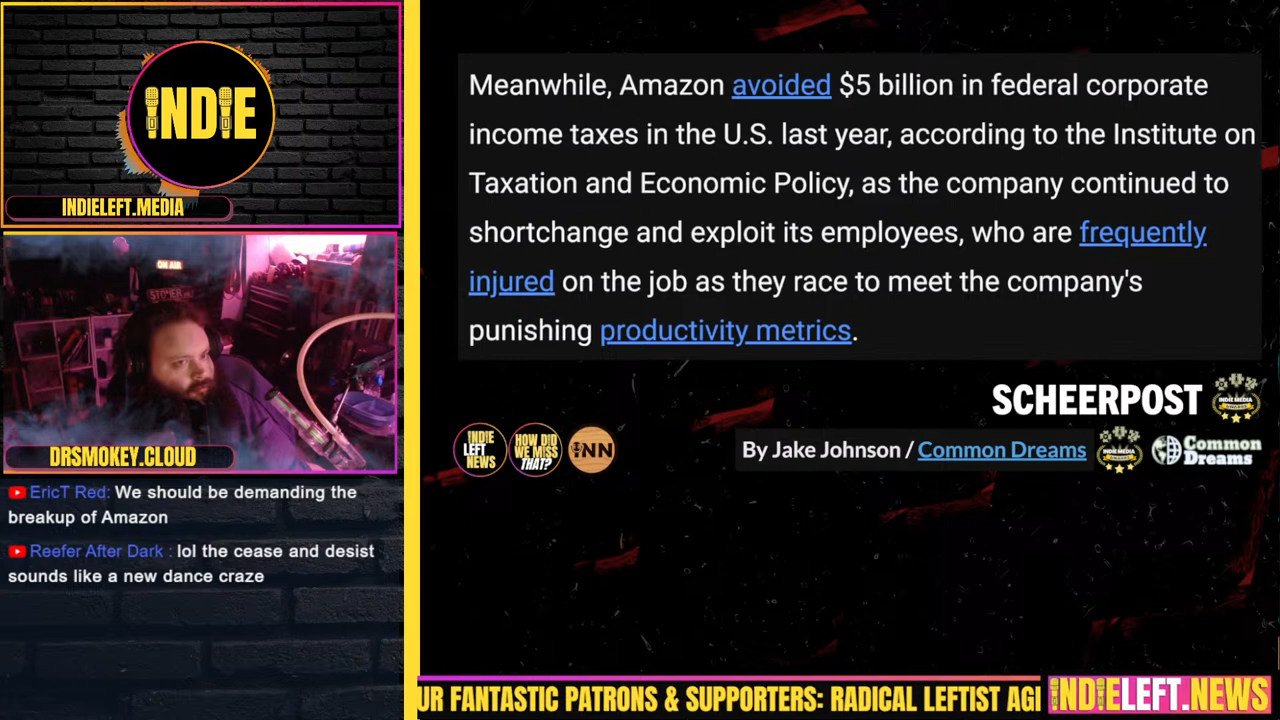 INDIE
INDIELEFT.MEDIA
ON AIR
STONER
DRSMOKEY.CLOUD
EricT Red: We should be demanding the
breakup of Amazon
Reefer After Dark : lol the cease and desist
sounds like a new dance craze
Meanwhile, Amazon avoided $5 billion in federal corporate
income taxes in the U.S. last year, according to the Institute on
Taxation and Economic Policy, as the company continued to
shortchange and exploit its employees, who are frequently
injured on the job as they race to meet the company's
punishing productivity metrics.
SCHEERPOST
INDIE MEDIA
INDIE LEFT NEWS
HOW DID WE MISS THAT?
INN
By Jake Johnson / Common Dreams
INDIE MEDIA
Common
Dreams
UR FANTASTIC PATRONS & SUPPORTERS: RADICAL LEFTIST AGI
INDIELEFT.NEWS